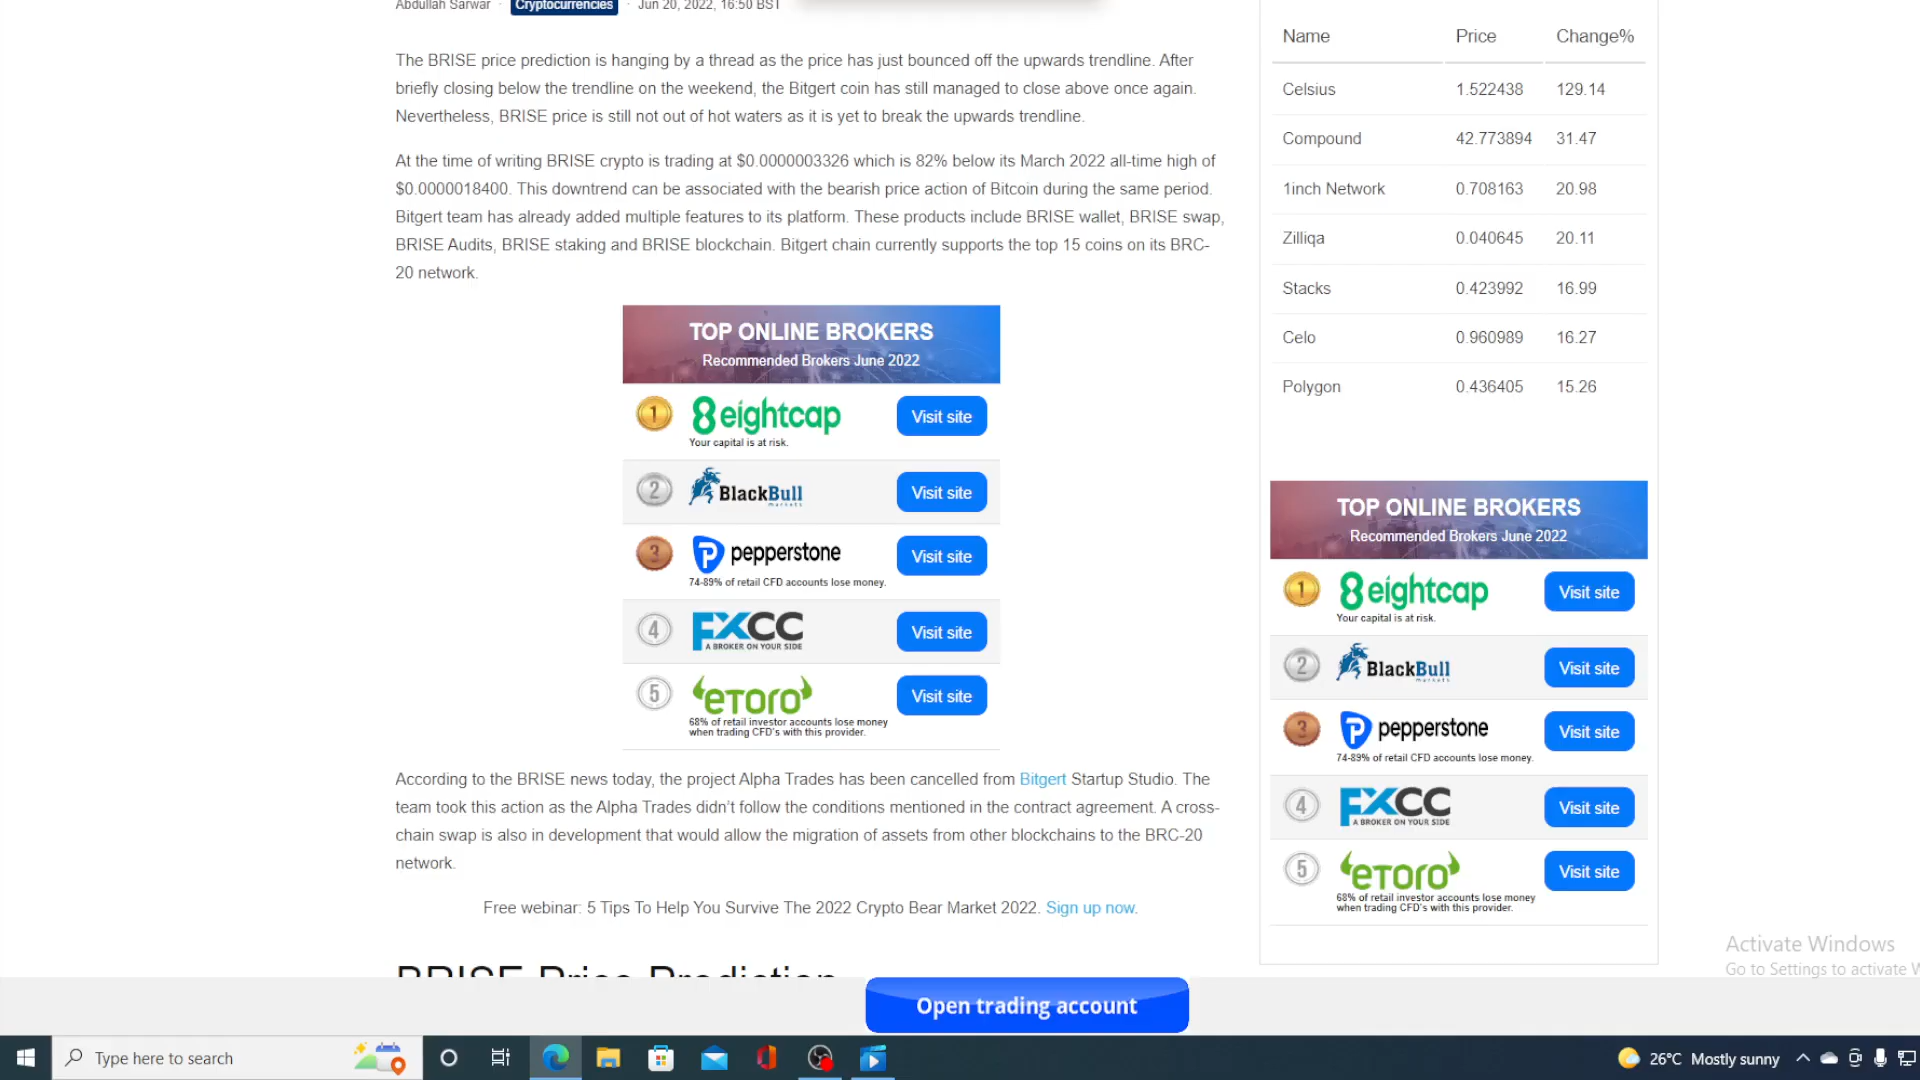 Abdullah Sarwar · Cryptocurrencies · Jun 20, 2022, 16:50 BST
The BRISE price prediction is hanging by a thread as the price has just bounced off the upwards trendline. After
briefly closing below the trendline on the weekend, the Bitgert coin has still managed to close above once again.
Nevertheless, BRISE price is still not out of hot waters as it is yet to break the upwards trendline.
At the time of writing BRISE crypto is trading at $0.0000003326 which is 82% below its March 2022 all-time high of
$0.0000018400. This downtrend can be associated with the bearish price action of Bitcoin during the same period.
Bitgert team has already added multiple features to its platform. These products include BRISE wallet, BRISE swap,
BRISE Audits, BRISE staking and BRISE blockchain. Bitgert chain currently supports the top 15 coins on its BRC-
20 network.
TOP ONLINE BROKERS
Recommended Brokers June 2022
1 8eightcap Visit site
Your capital is at risk.
2 BlackBull Visit site
markets
3 pepperstone Visit site
74-89% of retail CFD accounts lose money.
4 FXCC Visit site
A BROKER ON YOUR SIDE
5 eToro Visit site
68% of retail investor accounts lose money
when trading CFD's with this provider.
According to the BRISE news today, the project Alpha Trades has been cancelled from Bitgert Startup Studio. The
team took this action as the Alpha Trades didn't follow the conditions mentioned in the contract agreement. A cross-
chain swap is also in development that would allow the migration of assets from other blockchains to the BRC-20
network.
Free webinar: 5 Tips To Help You Survive The 2022 Crypto Bear Market 2022. Sign up now.
BRISE Price Prediction
Name Price Change%
Celsius 1.522438 129.14
Compound 42.773894 31.47
1inch Network 0.708163 20.98
Zilliqa 0.040645 20.11
Stacks 0.423992 16.99
Celo 0.960989 16.27
Polygon 0.436405 15.26
TOP ONLINE BROKERS
Recommended Brokers June 2022
1 8eightcap Visit site
Your capital is at risk.
2 BlackBull Visit site
markets
3 pepperstone Visit site
74-89% of retail CFD accounts lose money.
4 FXCC Visit site
A BROKER ON YOUR SIDE
5 eToro Visit site
68% of retail investor accounts lose money
when trading CFD's with this provider.
Activate Windows
Go to Settings to activate W
Open trading account
Type here to search
26°C Mostly sunny